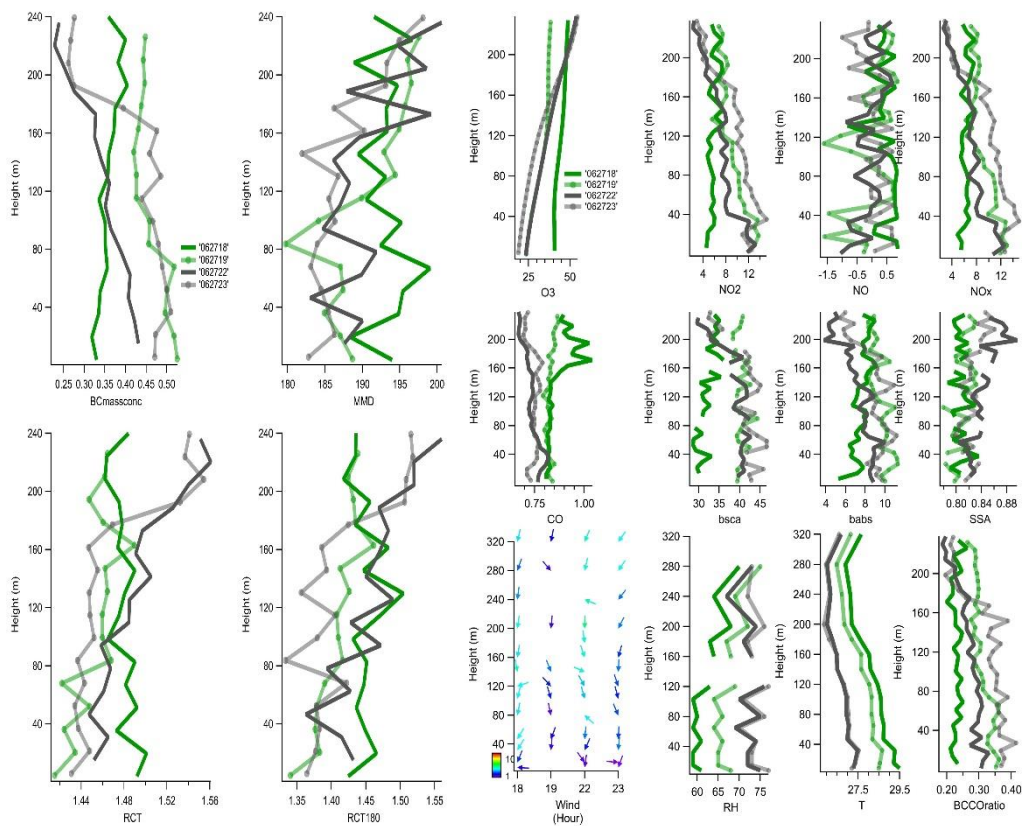 240
200
160
120
80
40
Height (m)
0.25 0.30 0.35 0.40 0.45 0.50
BCmassconc
'062718'
'062719'
'062722'
'062723'
240
200
160
120
80
40
Height (m)
180 185 190 195 200
MMD
200
160
120
80
40
Height (m)
25 50
O3
'062718'
'062719'
'062722'
'062723'
200
160
120
80
40
Height (m)
4 8 12
NO2
200
160
120
80
40
Height (m)
-1.5 -0.5 0.5
NO
200
160
120
80
40
Height (m)
4 8 12
NOx
200
160
120
80
40
Height (m)
0.75 1.00
CO
200
160
120
80
40
Height (m)
30 35 40 45
bsca
200
160
120
80
40
Height (m)
4 6 8 10
babs
200
160
120
80
40
Height (m)
0.80 0.84 0.88
SSA
240
200
160
120
80
40
Height (m)
1.44 1.48 1.52 1.56
RCT
240
200
160
120
80
40
Height (m)
1.35 1.40 1.45 1.50 1.55
RCT180
320
280
240
200
160
120
80
40
Height (m)
10
1
18 19 22 23
Wind
(Hour)
320
280
240
200
160
120
80
40
Height (m)
60 65 70 75
RH
320
280
240
200
160
120
80
40
Height (m)
27.5 29.5
T
200
160
120
80
40
Height (m)
0.20 0.30 0.40
BCCOratio